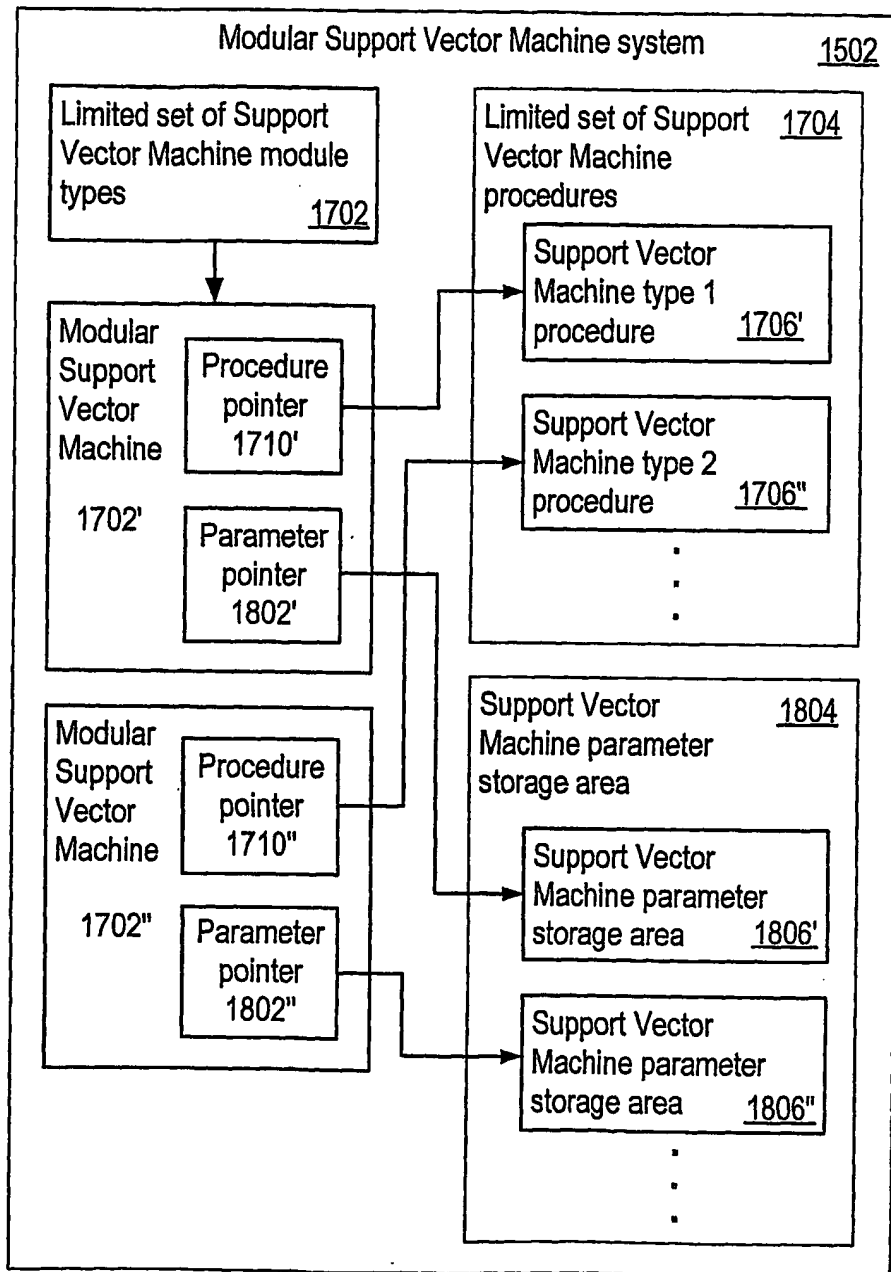 Modular Support Vector Machine system 1502
Limited set of Support
Vector Machine module
types
1702
Modular
Support
Vector
Machine
1702'
Procedure
pointer
1710'
Parameter
pointer
1802'
Modular
Support
Vector
Machine
1702"
Procedure
pointer
1710"
Parameter
pointer
1802"
Limited set of Support 1704
Vector Machine
procedures
Support Vector
Machine type 1
procedure 1706'
Support Vector
Machine type 2
procedure 1706"
Support Vector 1804
Machine parameter
storage area
Support Vector
Machine parameter
storage area 1806'
Support Vector
Machine parameter
storage area 1806"